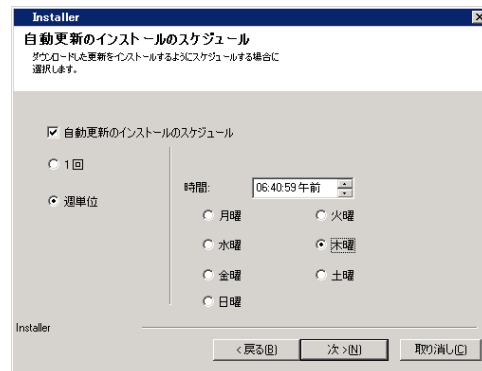 Installer
自動更新のインストールのスケジュール
ダウンロードした更新をインストールするようにスケジュールする場合に
選択します。
自動更新のインストールのスケジュール
1回
週単位
時間: 06:40:59 午前
月曜 火曜
水曜 木曜
金曜 土曜
日曜
Installer
< 戻る(B) 次 >(N) 取り消し(C)